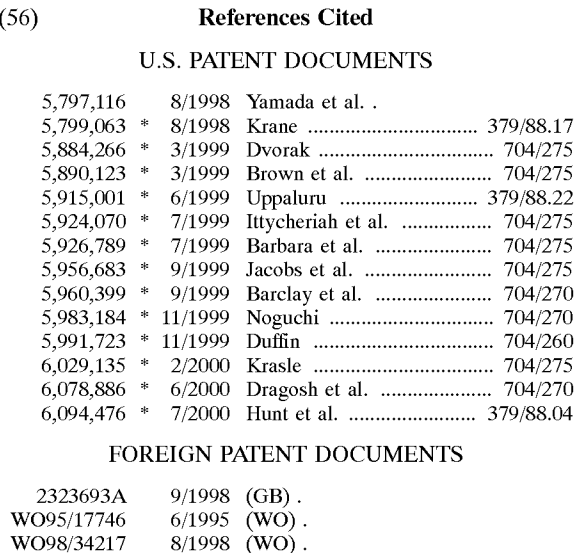 (56) References Cited
U.S. PATENT DOCUMENTS
5,797,116 8/1998 Yamada et al. .
5,799,063 * 8/1998 Krane ................................ 379/88.17
5,884,266 * 3/1999 Dvorak ................................. 704/275
5,890,123 * 3/1999 Brown et al. ........................ 704/275
5,915,001 * 6/1999 Uppaluru .......................... 379/88.22
5,924,070 * 7/1999 Ittycheriah et al. ................. 704/275
5,926,789 * 7/1999 Barbara et al. ...................... 704/275
5,956,683 * 9/1999 Jacobs et al. ........................ 704/275
5,960,399 * 9/1999 Barclay et al. ...................... 704/270
5,983,184 * 11/1999 Noguchi ............................... 704/270
5,991,723 * 11/1999 Duffin .................................. 704/260
6,029,135 * 2/2000 Krasle .................................. 704/275
6,078,886 * 6/2000 Dragosh et al. ..................... 704/270
6,094,476 * 7/2000 Hunt et al. ........................ 379/88.04
FOREIGN PATENT DOCUMENTS
2323693A 9/1998 (GB) .
WO95/17746 6/1995 (WO) .
WO98/34217 8/1998 (WO) .